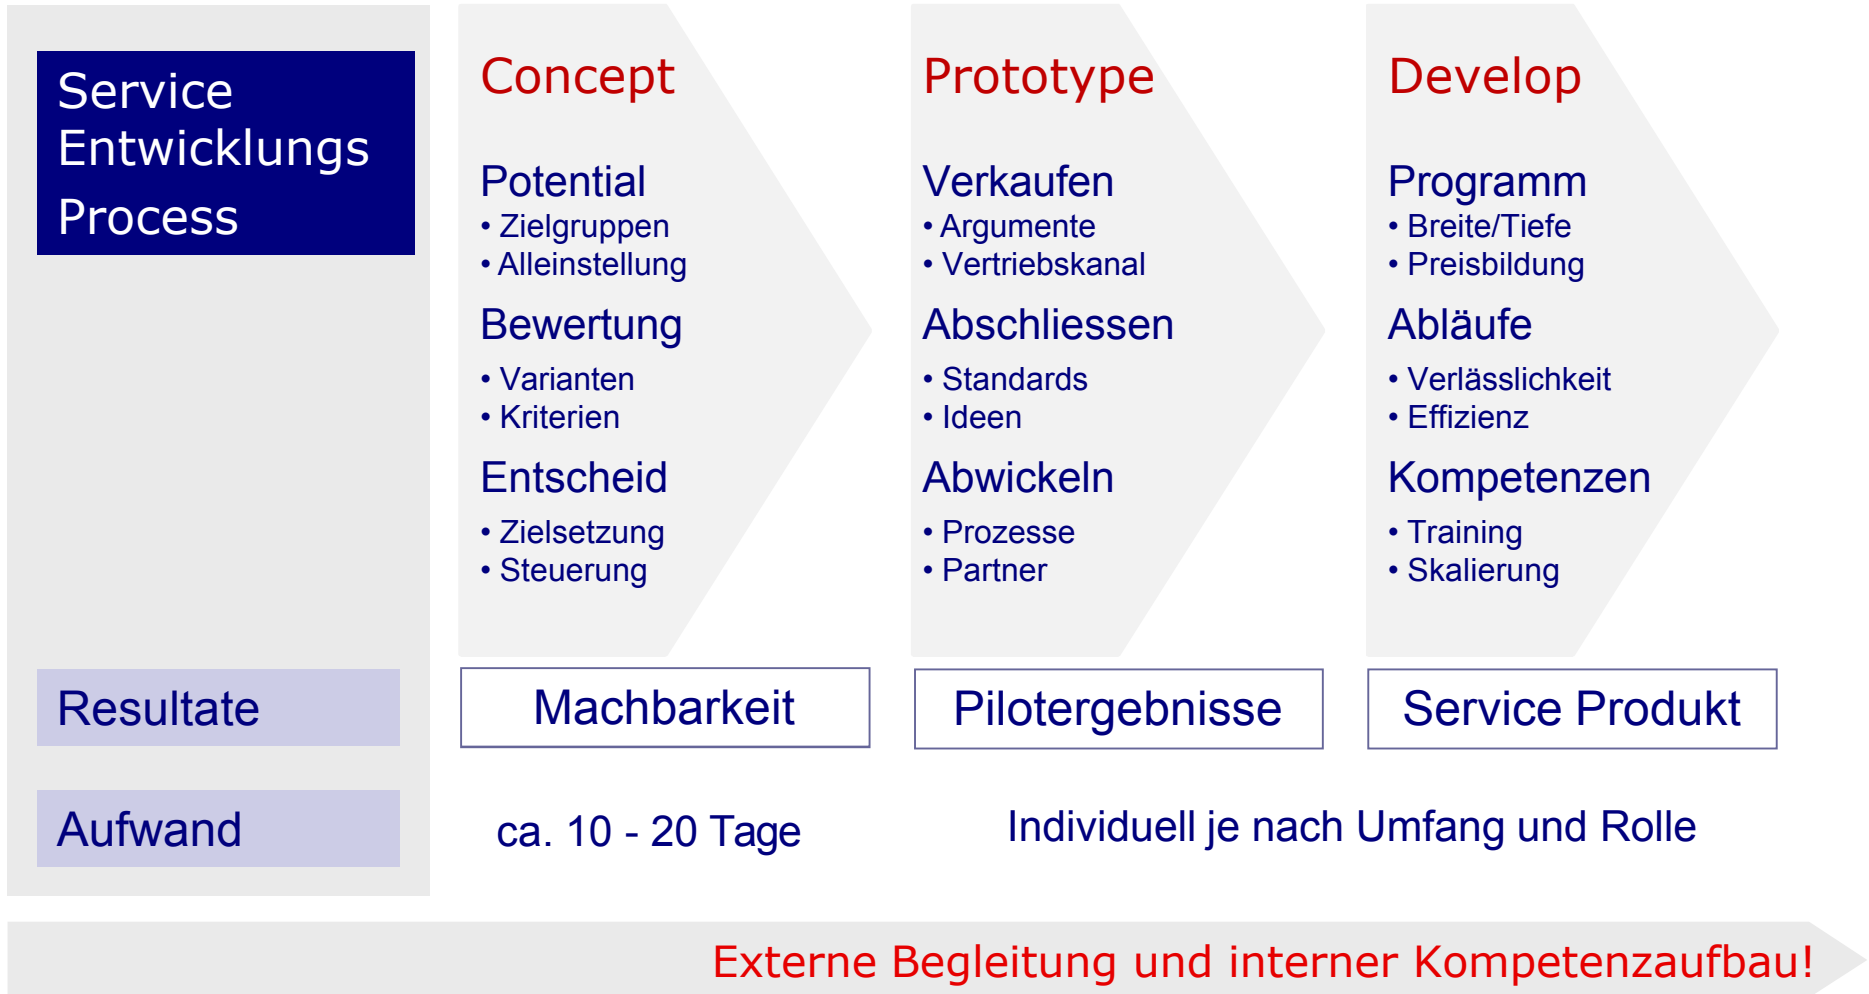 Service
Entwicklungs
Process
Concept
Potential
• Zielgruppen
• Alleinstellung
Bewertung
• Varianten
• Kriterien
Entscheid
• Zielsetzung
• Steuerung
Prototype
Verkaufen
• Argumente
• Vertriebskanal
Abschliessen
• Standards
• Ideen
Abwickeln
• Prozesse
• Partner
Develop
Programm
• Breite/Tiefe
• Preisbildung
Abläufe
• Verlässlichkeit
• Effizienz
Kompetenzen
• Training
• Skalierung
Resultate
Machbarkeit
Pilotergebnisse
Service Produkt
Aufwand
ca. 10 - 20 Tage
Individuell je nach Umfang und Rolle
Externe Begleitung und interner Kompetenzaufbau!